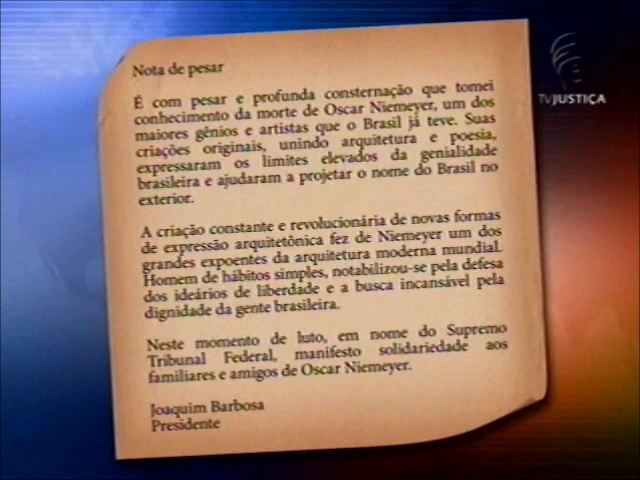 Nota de pesar
É com pesar e profunda consternação que tomei
conhecimento da morte de Oscar Niemeyer, um dos
maiores gênios e artistas que o Brasil já teve. Suas
criações originais, unindo arquitetura e poesia,
expressaram os limites elevados da genialidade
brasileira e ajudaram a projetar o nome do Brasil no
exterior.
A criação constante e revolucionária de novas formas
de expressão arquitetônica fez de Niemeyer um dos
grandes expoentes da arquitetura moderna mundial.
Homem de hábitos simples, notabilizou-se pela defesa
dos ideários de liberdade e a busca incansável pela
dignidade da gente brasileira.
Neste momento de luto, em nome do Supremo
Tribunal Federal, manifesto solidariedade aos
familiares e amigos de Oscar Niemeyer.
Joaquim Barbosa
Presidente
TVJUSTIÇA